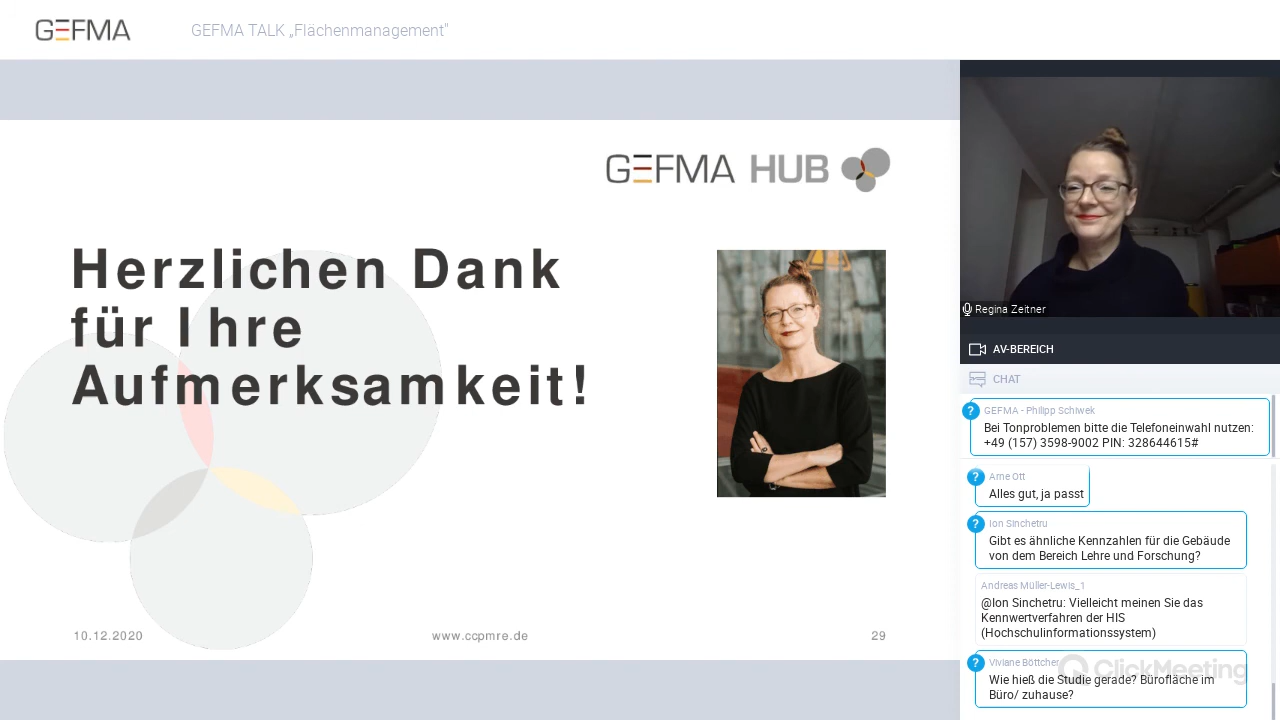 GEFMA
GEFMA TALK „Flächenmanagement"
GEFMA HUB
Herzlichen Dank
für Ihre
Aufmerksamkeit!
10.12.2020
www.ccpmre.de
29
Regina Zeitner
AV-BEREICH
CHAT
GEFMA - Philipp Schiwek
Bei Tonproblemen bitte die Telefoneinwahl nutzen:
+49 (157) 3598-9002 PIN: 328644615#
Arne Ott
Alles gut, ja passt
Ion Sinchetru
Gibt es ähnliche Kennzahlen für die Gebäude
von dem Bereich Lehre und Forschung?
Andreas Müller-Lewis_1
@Ion Sinchetru: Vielleicht meinen Sie das
Kennwertverfahren der HIS
(Hochschulinformationssystem)
Viviane Böttcher
ClickMeeting
Wie hieß die Studie gerade? Bürofläche im
Büro/ zuhause?